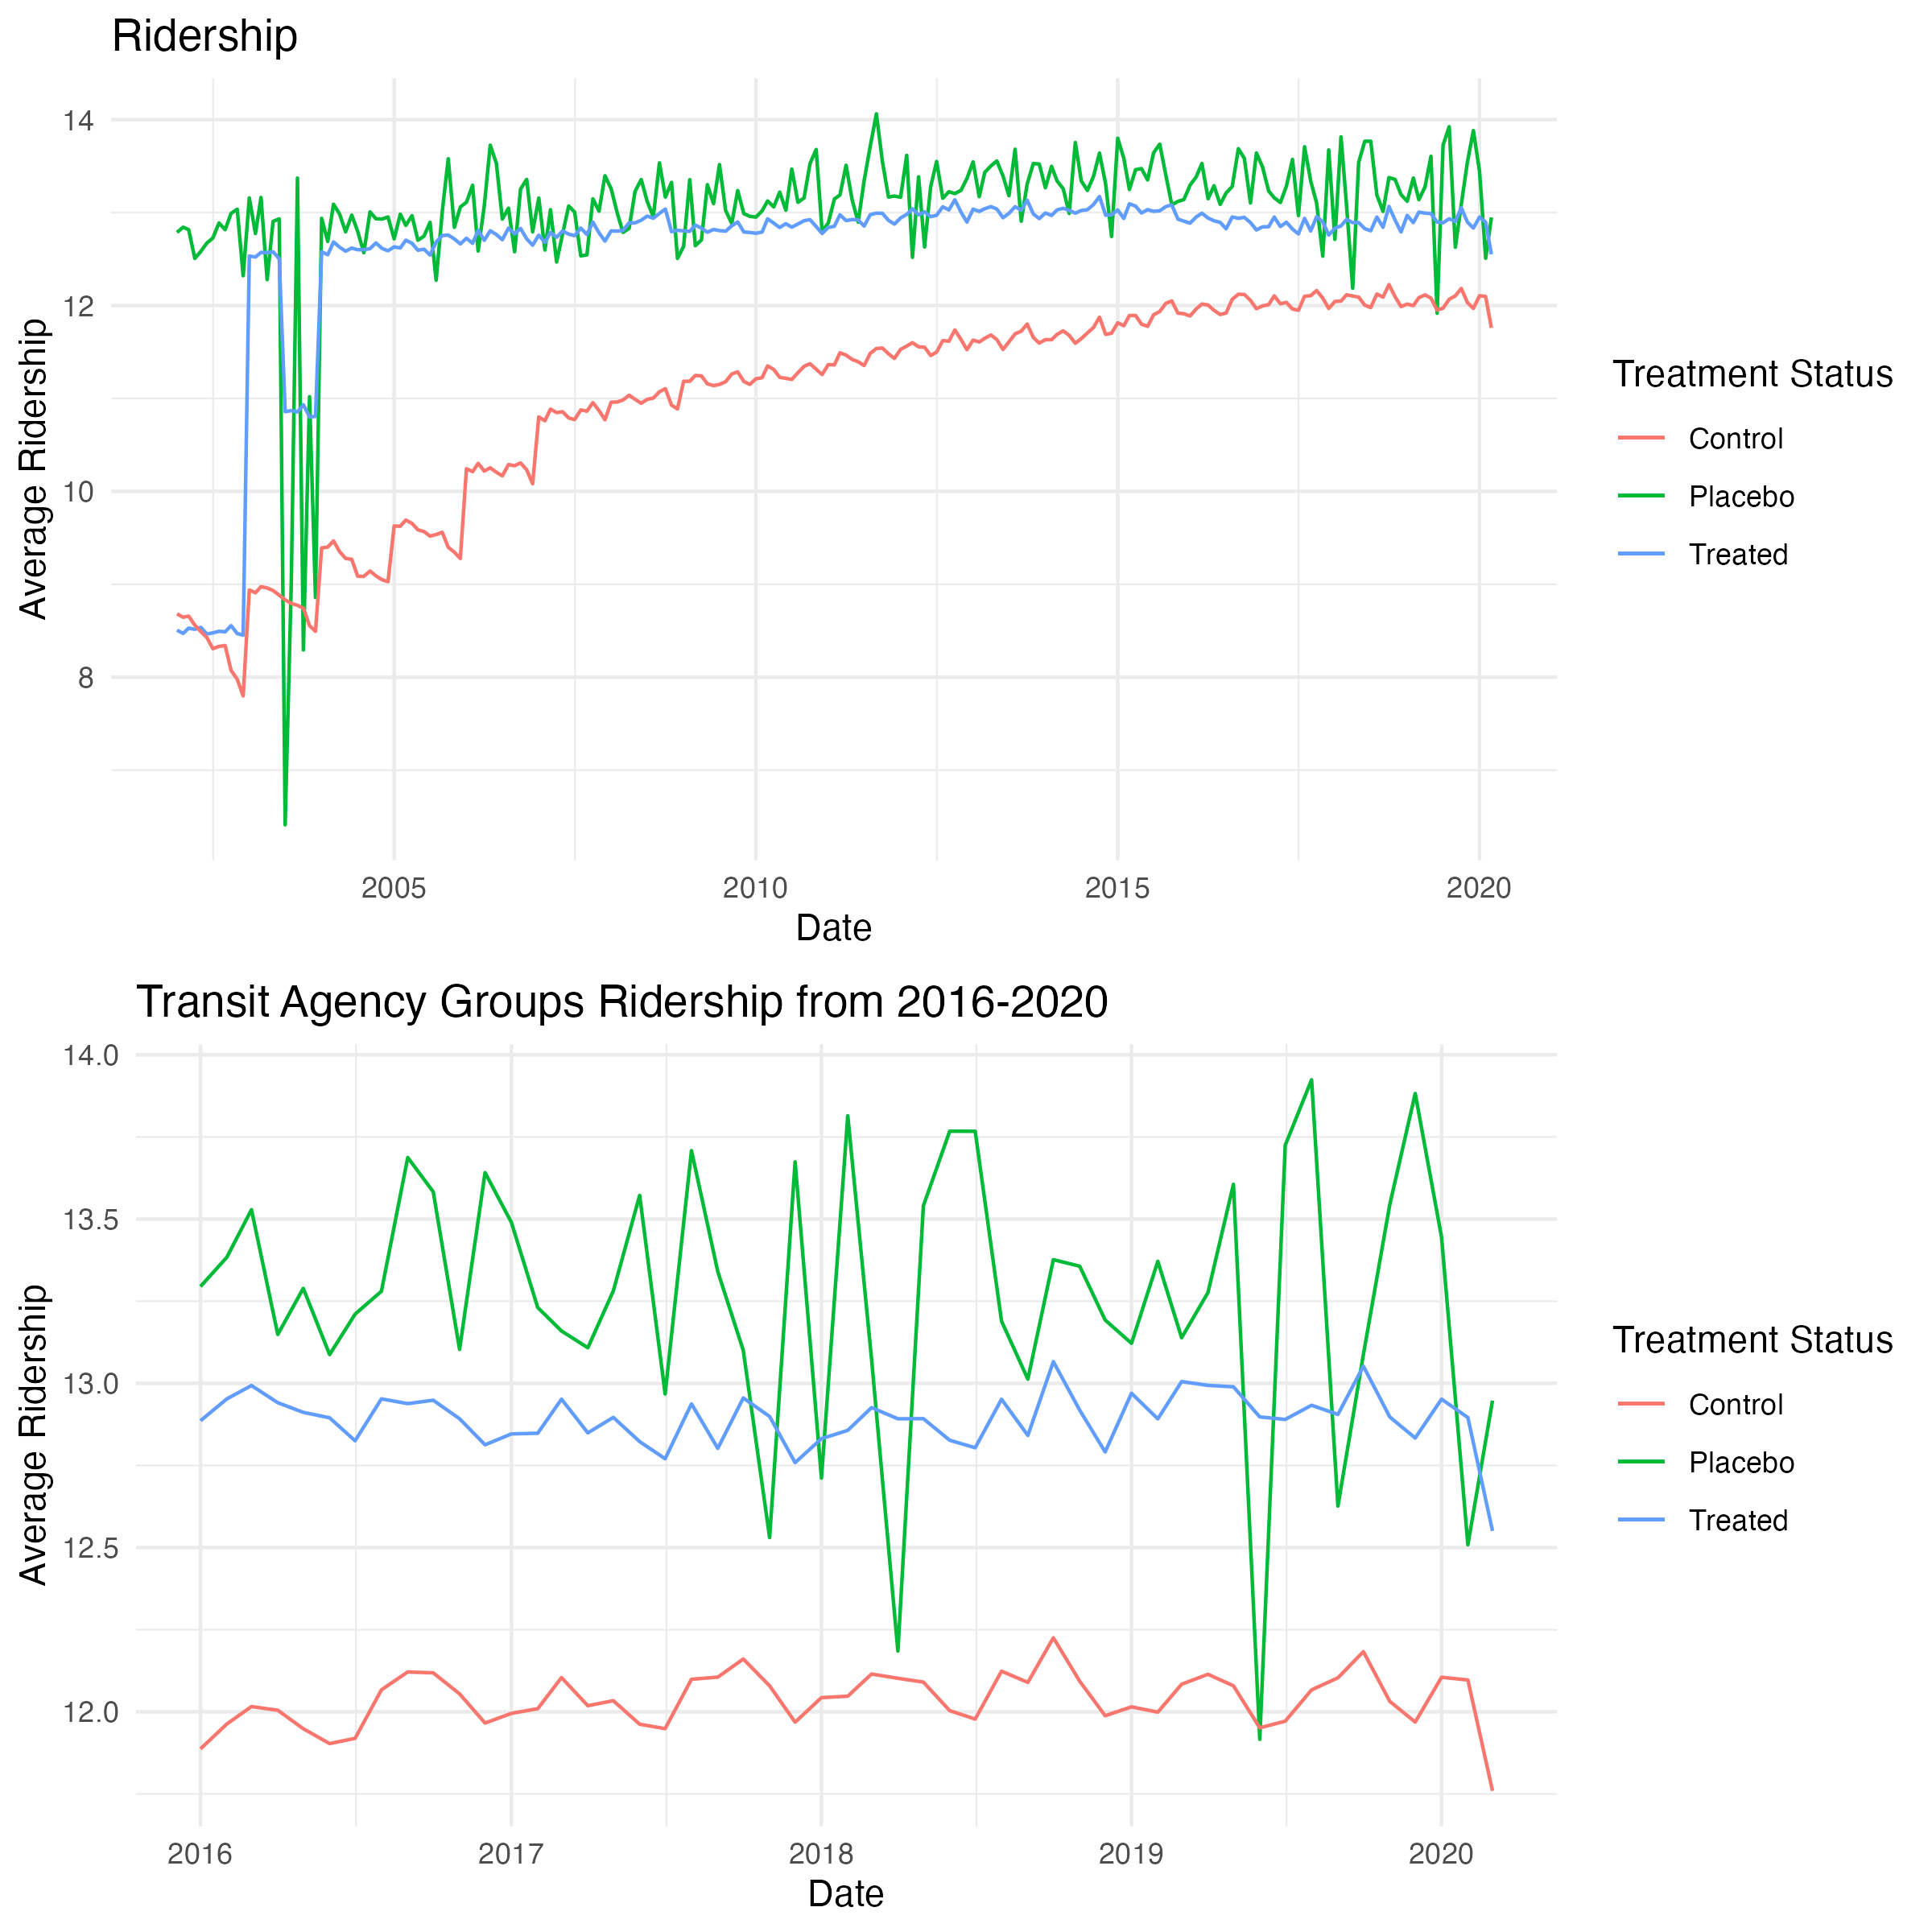 Ridership
14
12
10
8
Average Ridership
2005
2010
2015
2020
Date
Treatment Status
Control
Placebo
Treated
Transit Agency Groups Ridership from 2016-2020
14.0
13.5
13.0
12.5
12.0
Average Ridership
2016
2017
2018
2019
2020
Date
Treatment Status
Control
Placebo
Treated